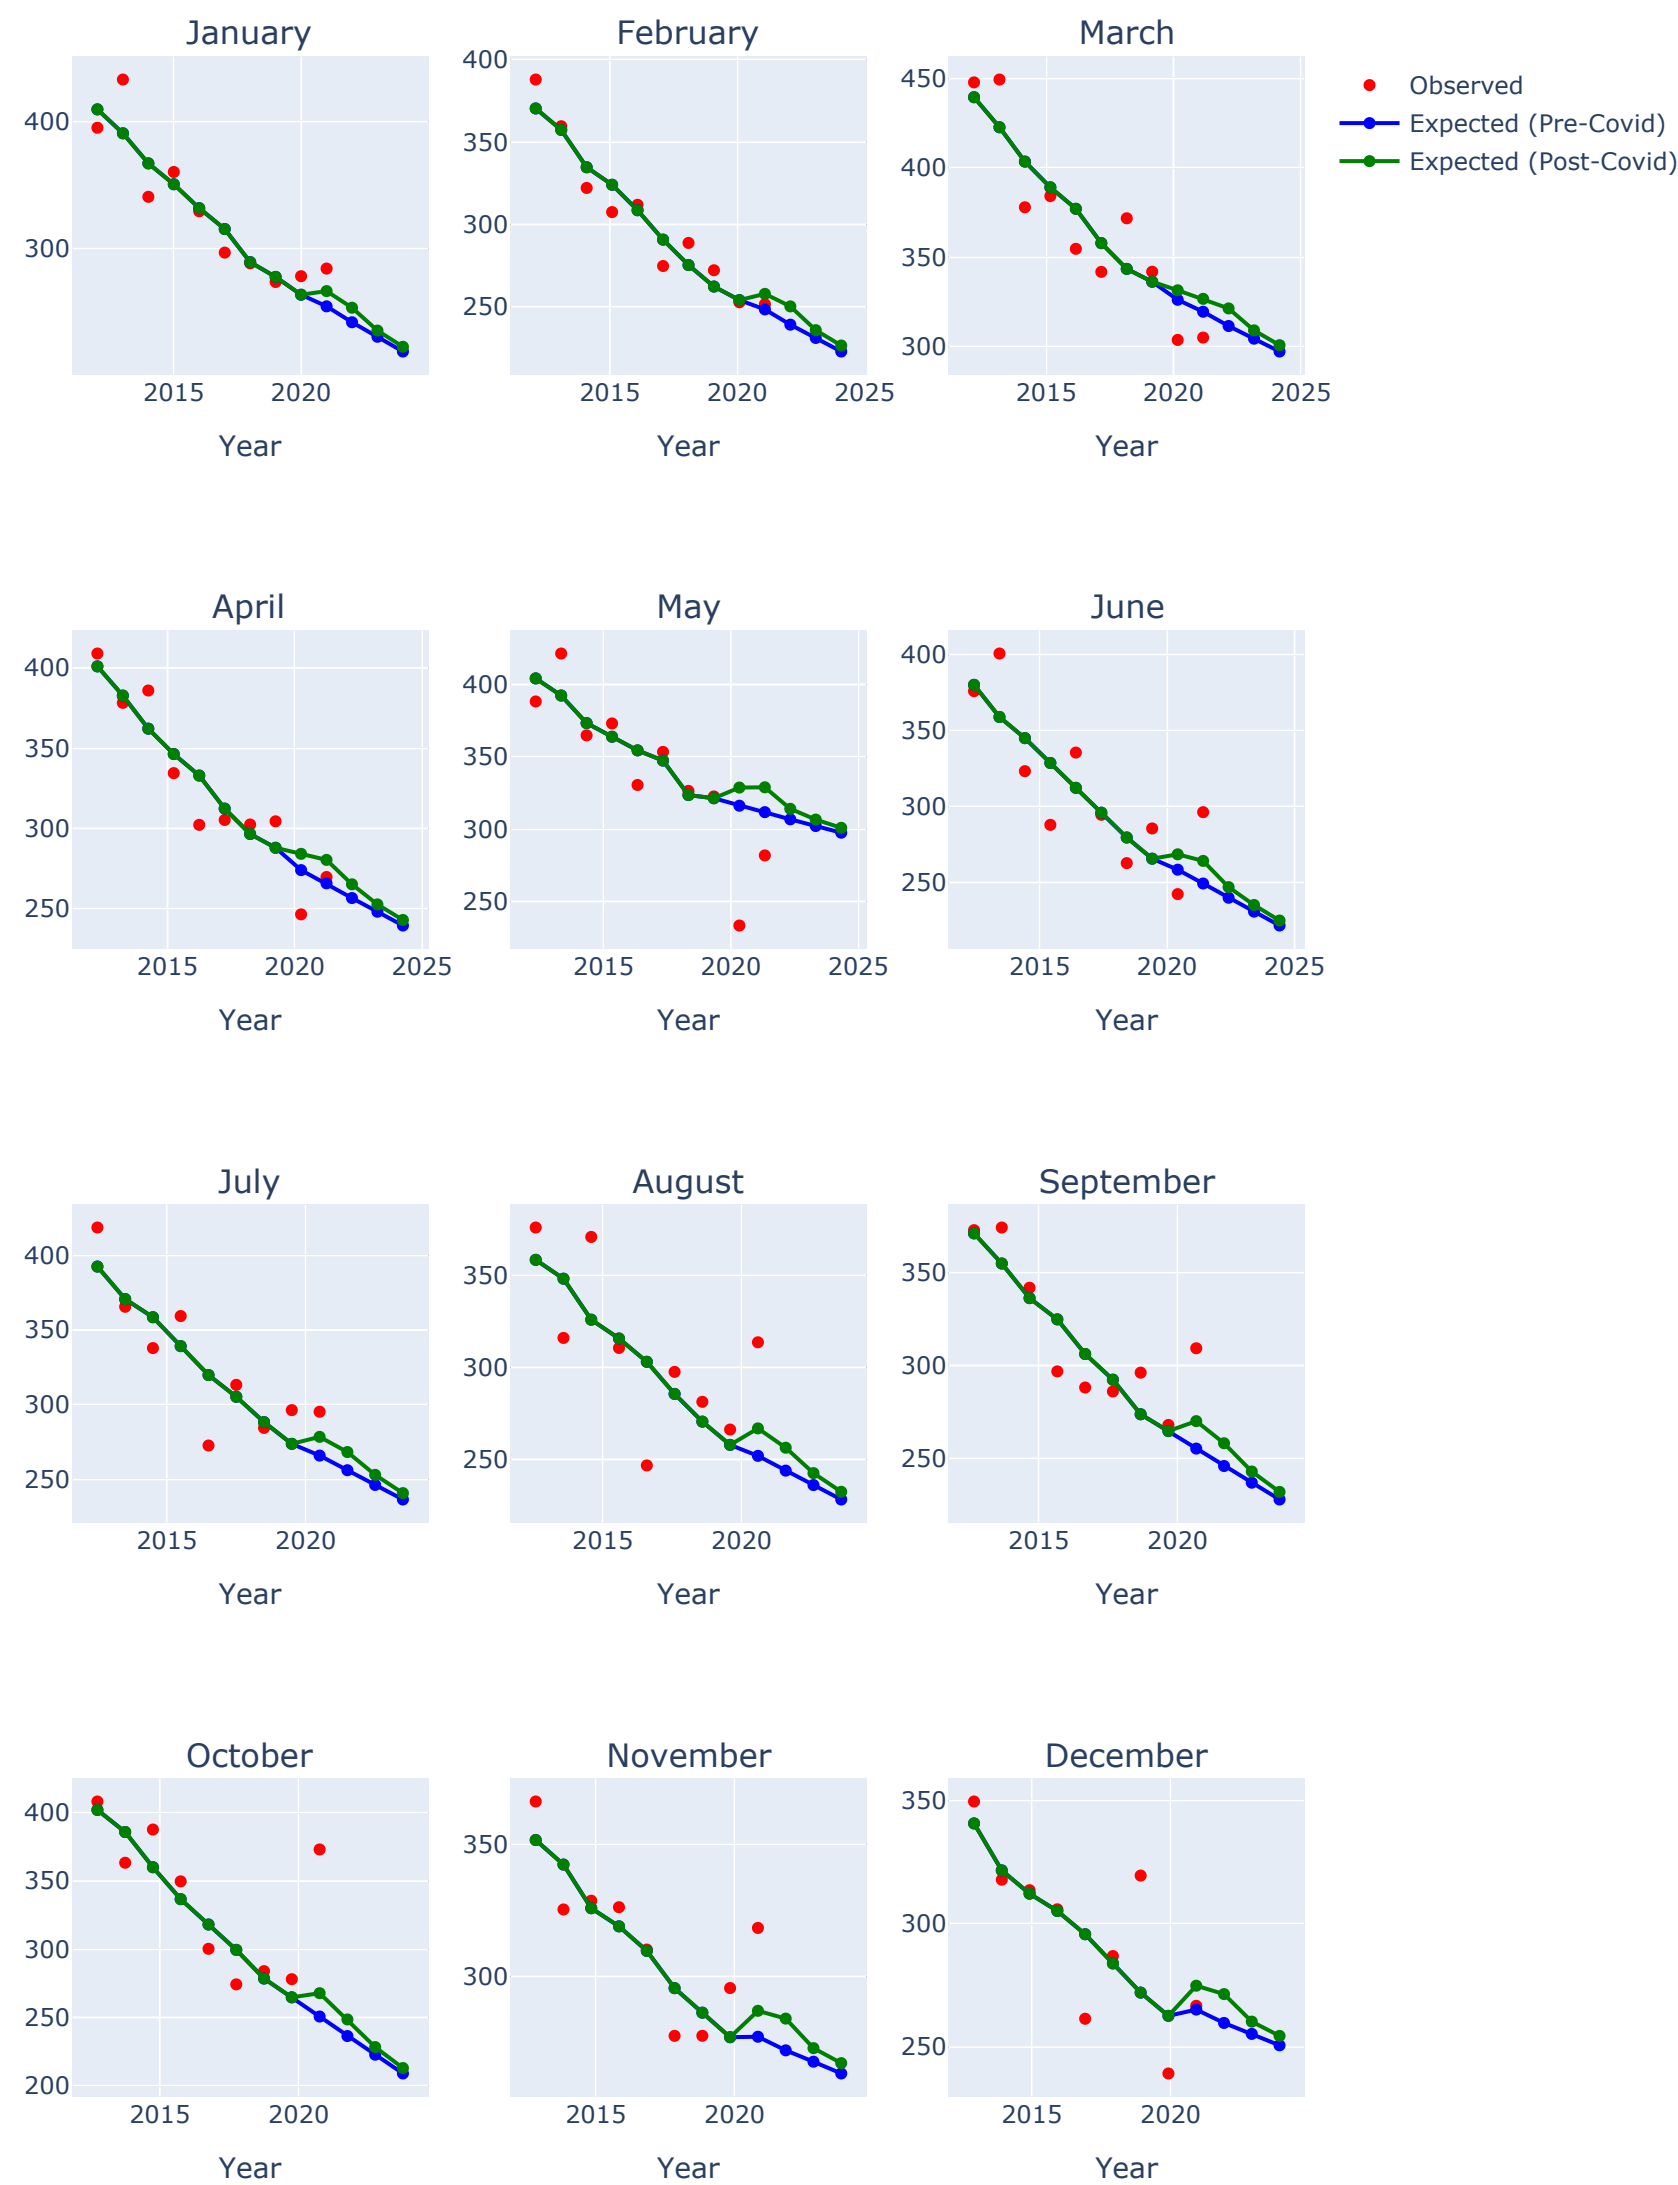 January
February
March
400
300
2015
2020
Year
400
350
300
250
2015
2020
2025
Year
450
400
350
300
2015
2020
2025
Year
Observed
Expected (Pre-Covid)
Expected (Post-Covid)
April
May
June
400
350
300
250
2015
2020
2025
Year
400
350
300
250
2015
2020
2025
Year
400
350
300
250
2015
2020
2025
Year
July
August
September
400
350
300
250
2015
2020
Year
350
300
250
2015
2020
Year
350
300
250
2015
2020
Year
October
November
December
400
350
300
250
200
2015
2020
Year
350
300
2015
2020
Year
350
300
250
2015
2020
Year